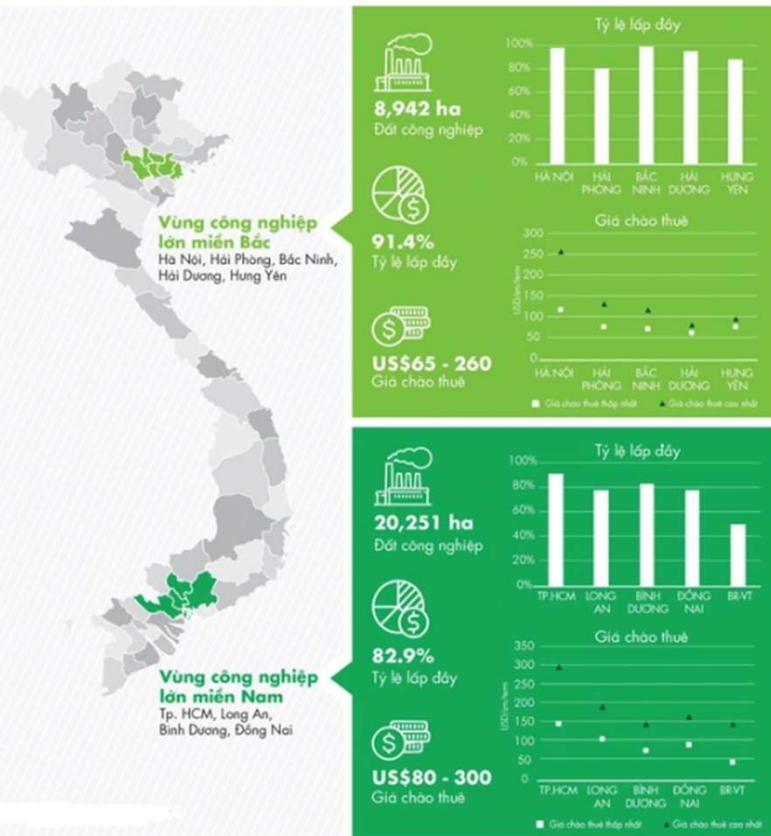 Vùng công nghiệp
lớn miền Bắc
Hà Nội, Hải Phòng, Bắc Ninh,
Hải Dương, Hưng Yên
8,942 ha
Đất công nghiệp
91.4%
Tỷ lệ lấp đầy
US$65 - 260
Giá chào thuê
Tỷ lệ lấp đầy
100%
80%
60%
40%
20%
0%
HÀ NỘI
HẢI PHÒNG
BẮC NINH
HẢI DƯƠNG
HƯNG YÊN
Giá chào thuê
USD/sm/term
300
250
200
150
100
50
0
HÀ NỘI
HẢI PHÒNG
BẮC NINH
HẢI DƯƠNG
HƯNG YÊN
Giá chào thuê thấp nhất
Giá chào thuê cao nhất
Vùng công nghiệp
lớn miền Nam
Tp. HCM, Long An,
Bình Dương, Đồng Nai
20,251 ha
Đất công nghiệp
82.9%
Tỷ lệ lấp đầy
US$80 - 300
Giá chào thuê
Tỷ lệ lấp đầy
100%
80%
60%
40%
20%
0%
TP.HCM
LONG AN
BÌNH DƯƠNG
ĐỒNG NAI
BR-VT
Giá chào thuê
USD/sm/term
350
300
250
200
150
100
50
0
TP.HCM
LONG AN
BÌNH DƯƠNG
ĐỒNG NAI
BR-VT
Giá chào thuê thấp nhất
Giá chào thuê cao nhất